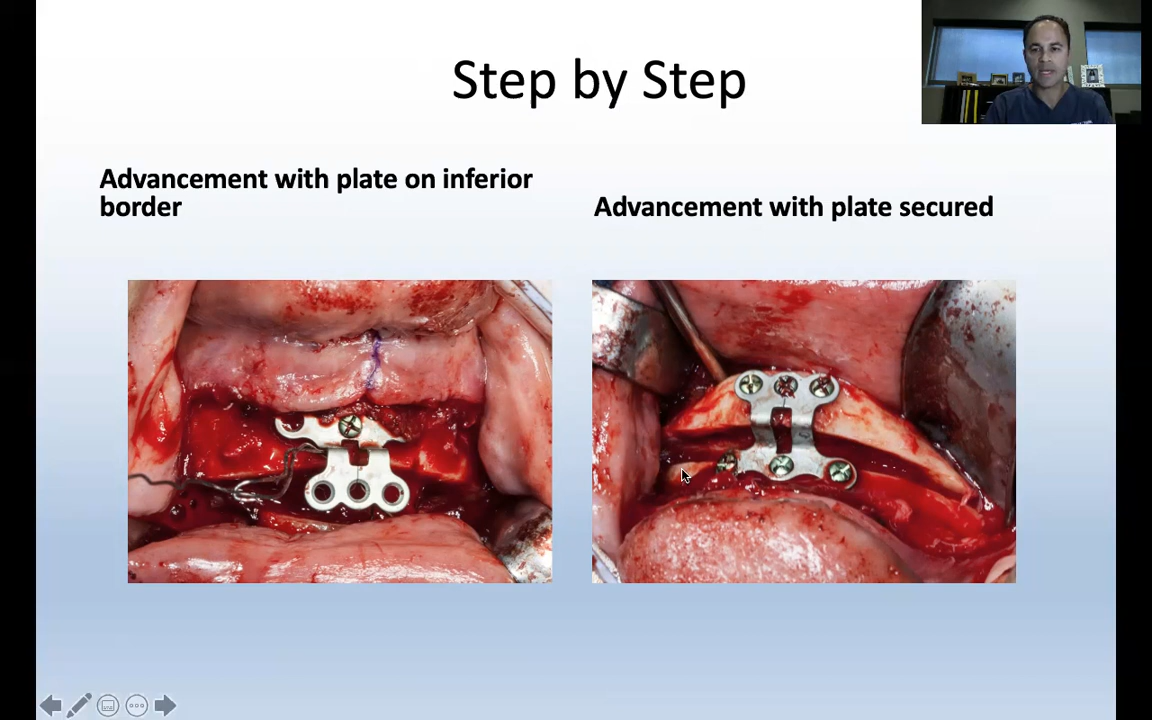 Step by Step
Advancement with plate on inferior
border
Advancement with plate secured